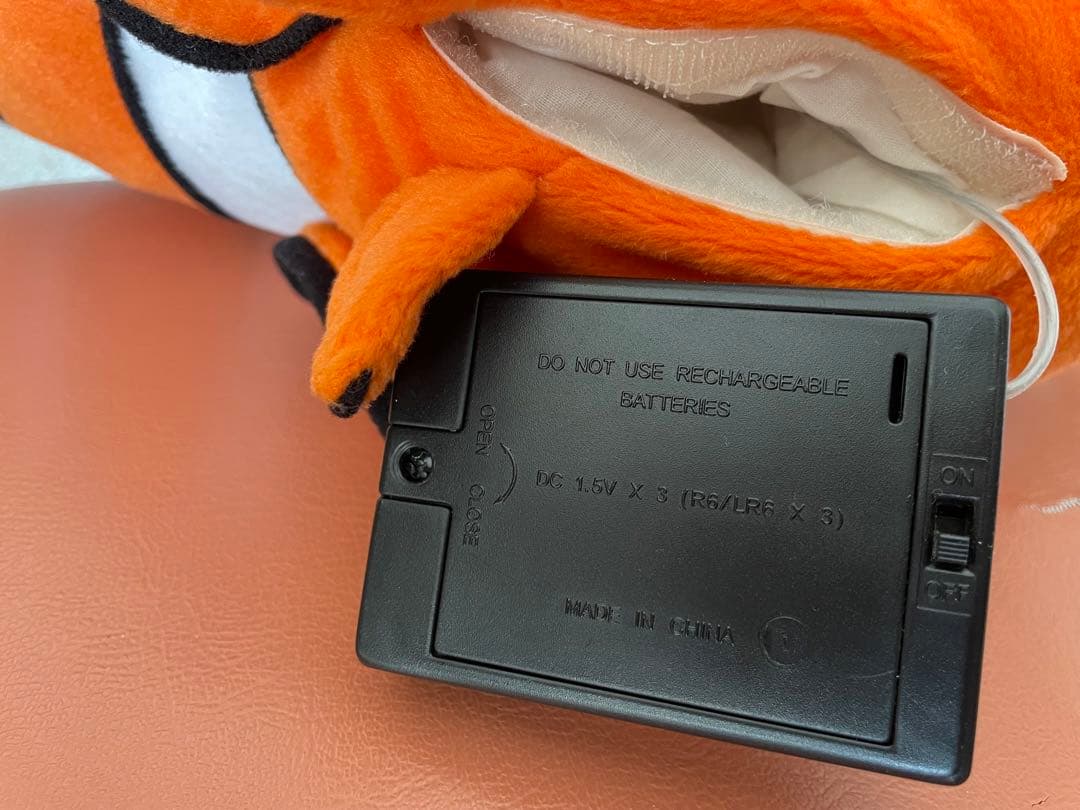 DO NOT USE RECHARGEABLE
BATTERIES
OPEN
CLOSE
DC 1.5V X 3 (R6/LR6 X 3)
ON
OFF
MADE IN CHINA